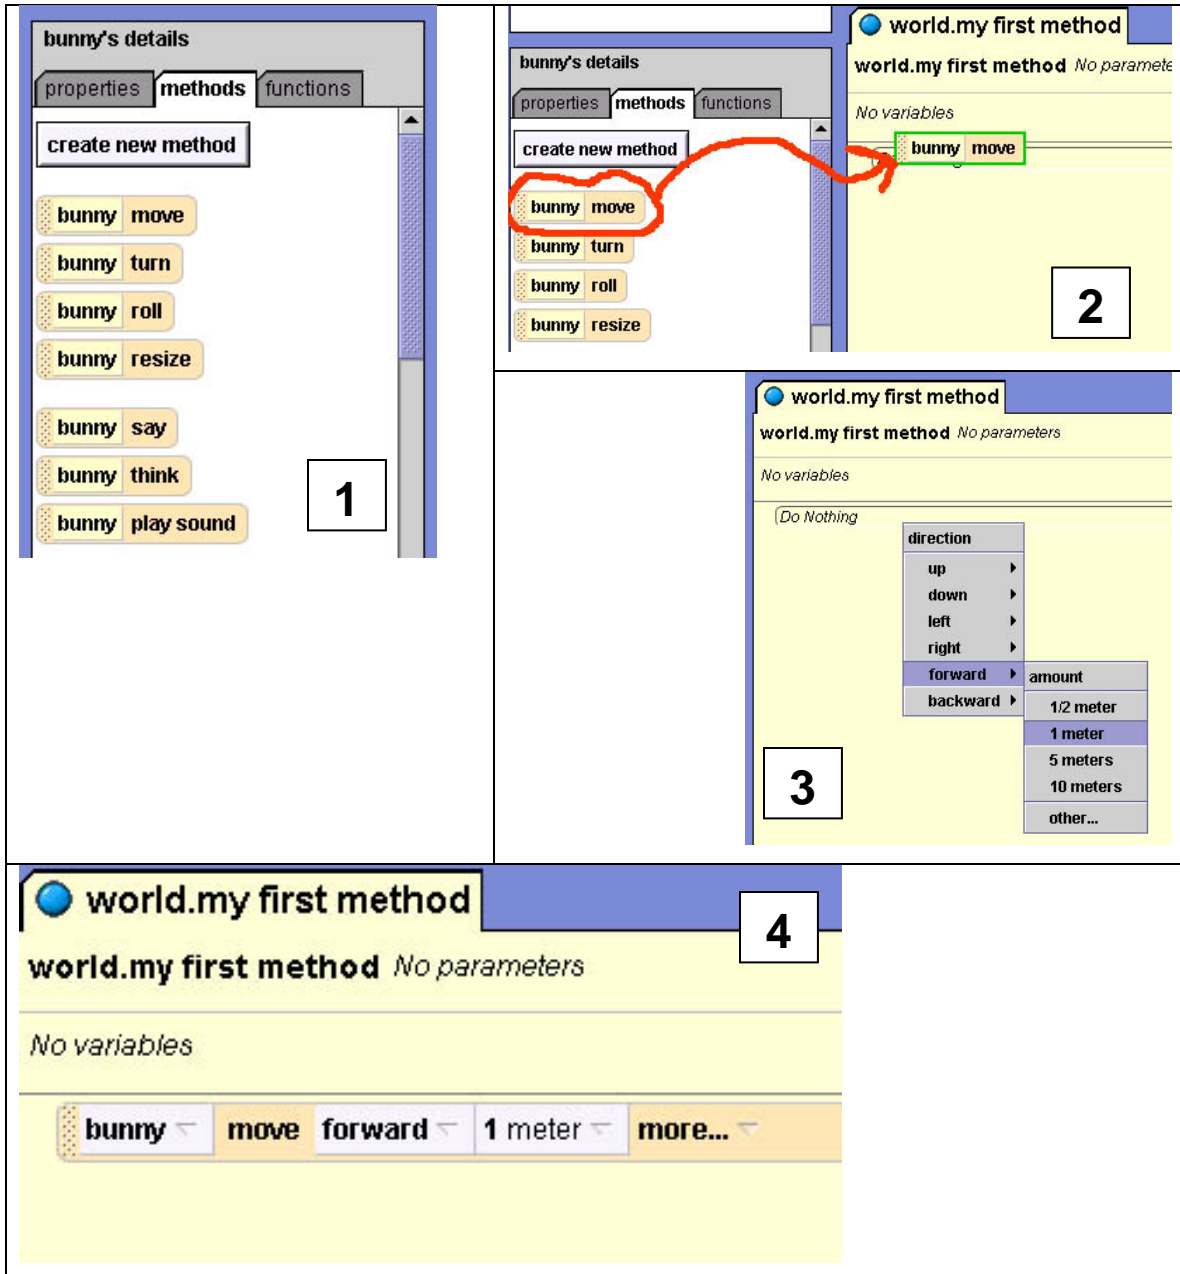 bunny's details
properties methods functions
create new method
bunny move
bunny turn
bunny roll
bunny resize
bunny say
bunny think
bunny play sound
1
bunny's details
properties methods functions
create new method
bunny move
bunny turn
bunny roll
bunny resize
world.my first method
world.my first method No paramete
No variables
bunny move
2
world.my first method
world.my first method No parameters
No variables
Do Nothing
direction
up
down
left
right
forward
backward
amount
1/2 meter
1 meter
5 meters
10 meters
other...
3
world.my first method
4
world.my first method No parameters
No variables
bunny move forward 1 meter more...